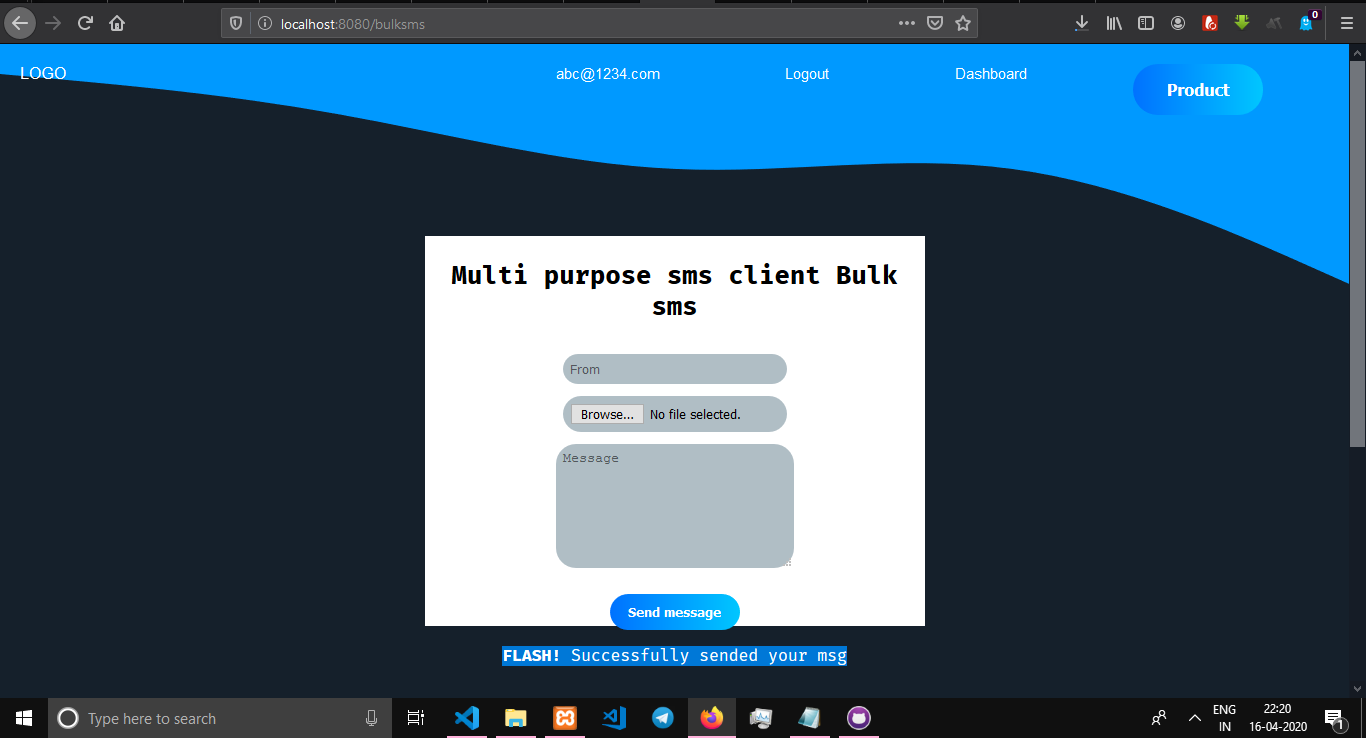 localhost:8080/bulksms
0
LOGO
abc@1234.com
Logout
Dashboard
Product
Multi purpose sms client Bulk
sms
From
Browse... No file selected.
Message
Send message
FLASH! Successfully sended your msg
Type here to search
ENG
IN
22:20
16-04-2020
1